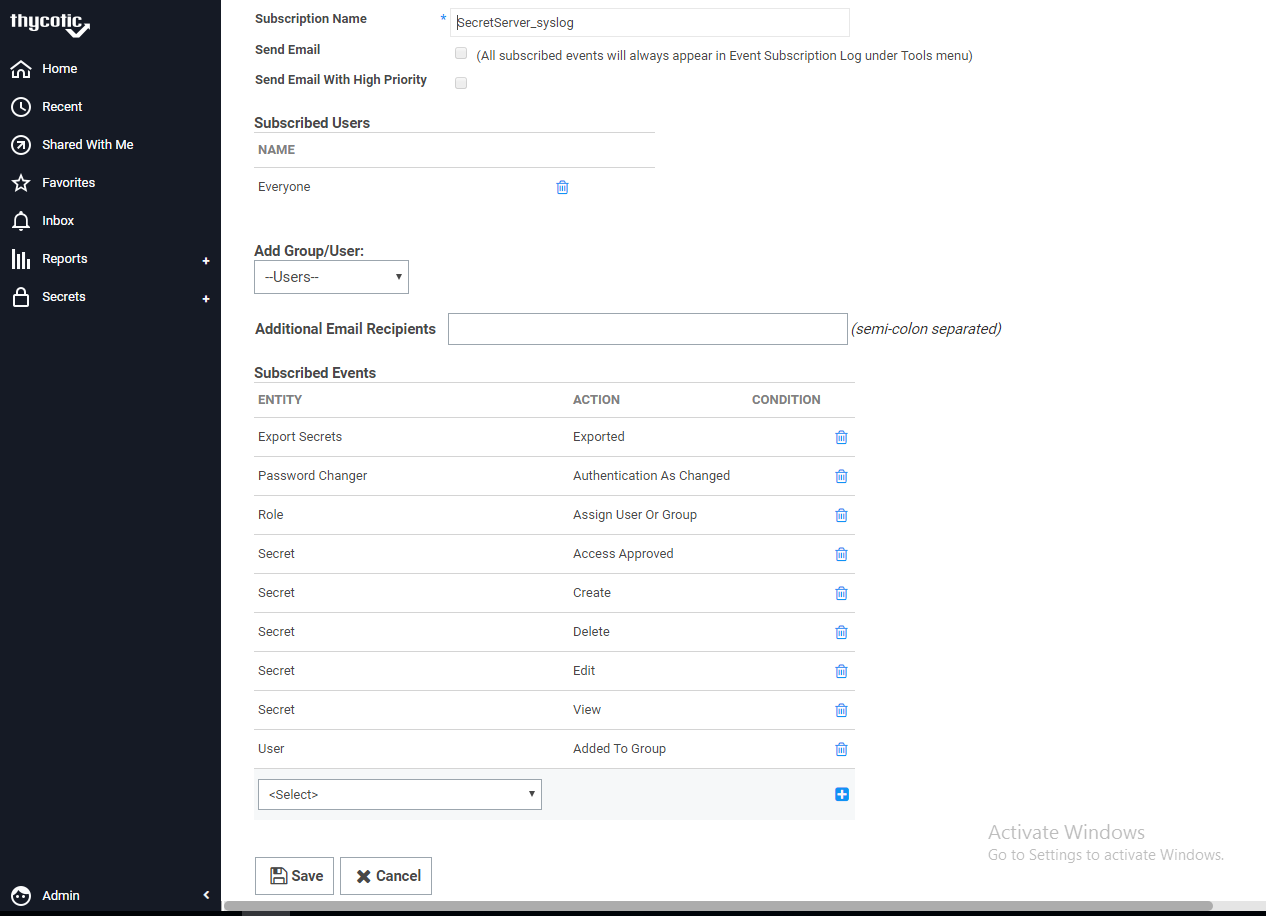 thycotic
Home
Recent
Shared With Me
Favorites
Inbox
Reports +
Secrets +
Admin
Subscription Name * SecretServer_syslog
Send Email (All subscribed events will always appear in Event Subscription Log under Tools menu)
Send Email With High Priority
Subscribed Users
NAME
Everyone
Add Group/User:
--Users--
Additional Email Recipients (semi-colon separated)
Subscribed Events
ENTITY ACTION CONDITION
Export Secrets Exported
Password Changer Authentication As Changed
Role Assign User Or Group
Secret Access Approved
Secret Create
Secret Delete
Secret Edit
Secret View
User Added To Group
<Select>
Save Cancel
Activate Windows
Go to Settings to activate Windows.